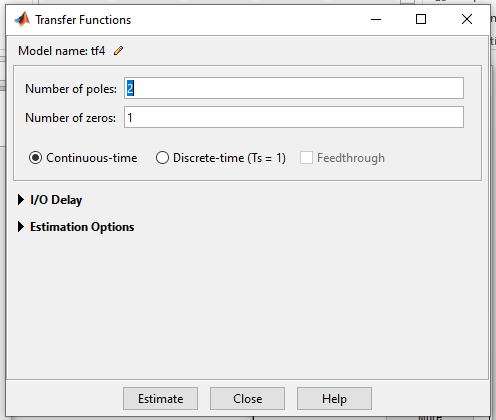 Transfer Functions
Model name: tf4
Number of poles: 2
Number of zeros: 1
Continuous-time Discrete-time (Ts = 1) Feedthrough
I/O Delay
Estimation Options
Estimate Close Help
More